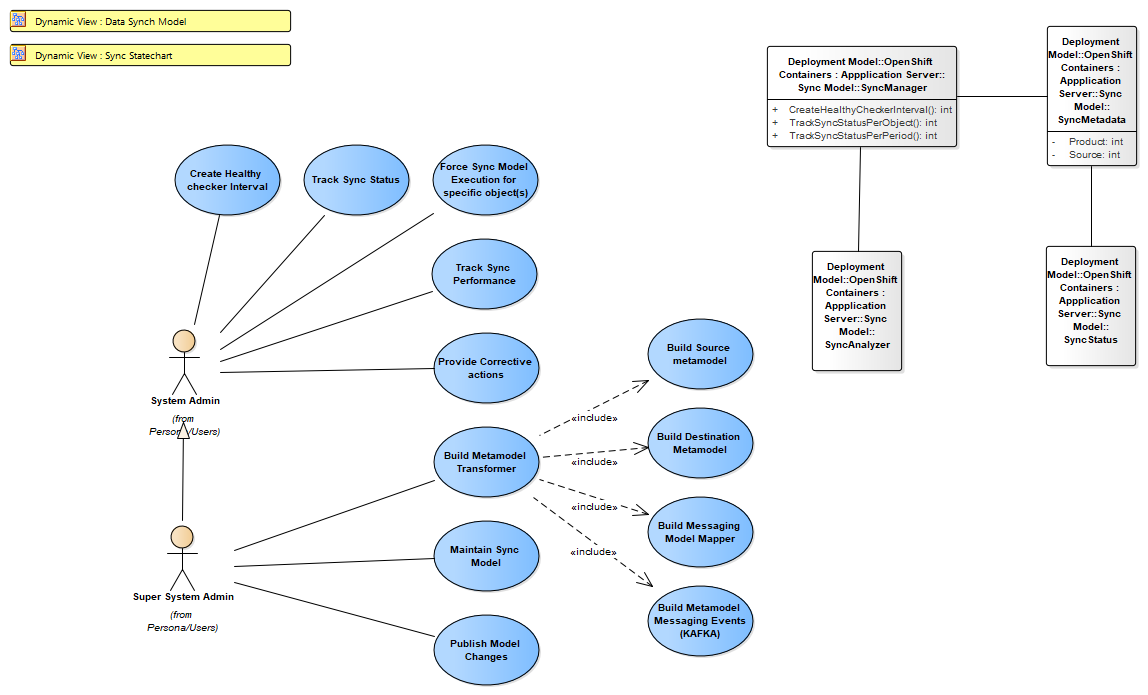 Dynamic View : Data Synch Model
Dynamic View : Sync Statechart
Deployment Model::OpenShift
Containers : Appplication Server::
Sync Model::SyncManager
+ CreateHealthyCheckerInterval(): int
+ TrackSyncStatusPerObject(): int
+ TrackSyncStatusPerPeriod(): int
Deployment
Model::OpenShift
Containers :
Appplication
Server::Sync
Model::
SyncMetadata
- Product: int
- Source: int
Create Healthy
checker Interval
Track Sync Status
Force Sync Model
Execution for
specific object(s)
Track Sync
Performance
Deployment
Model::OpenShift
Containers :
Appplication
Server::Sync
Model::
SyncAnalyzer
Deployment
Model::OpenShift
Containers :
Appplication
Server::Sync
Model::
SyncStatus
Provide Corrective
actions
System Admin
(from
Persona/Users)
Build Source
metamodel
«include»
Build Metamodel
Transformer
Build Destination
Metamodel
«include»
«include»
Build Messaging
Model Mapper
«include»
Maintain Sync
Model
Super System Admin
(from
Persona/Users)
Build Metamodel
Messaging Events
(KAFKA)
Publish Model
Changes